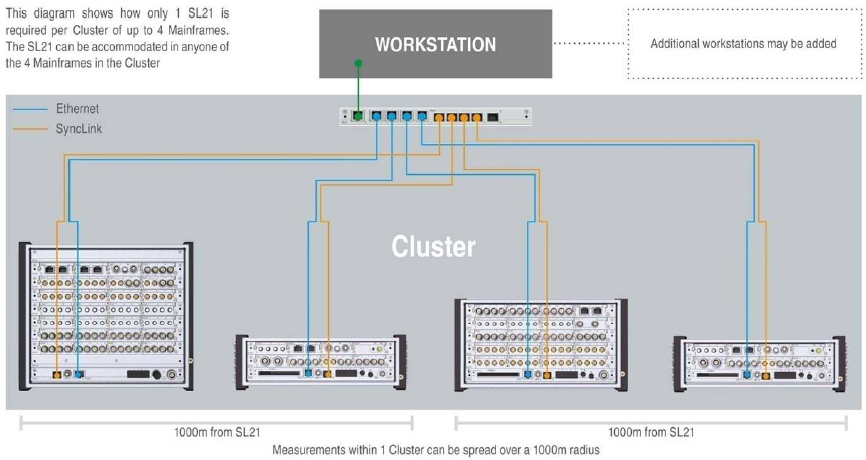 This diagram shows how only 1 SL21 is
required per Cluster of up to 4 Mainframes.
The SL21 can be accommodated in anyone of
the 4 Mainframes in the Cluster
WORKSTATION
Additional workstations may be added
Ethernet
SyncLink
Cluster
1000m from SL21
1000m from SL21
Measurements within 1 Cluster can be spread over a 1000m radius